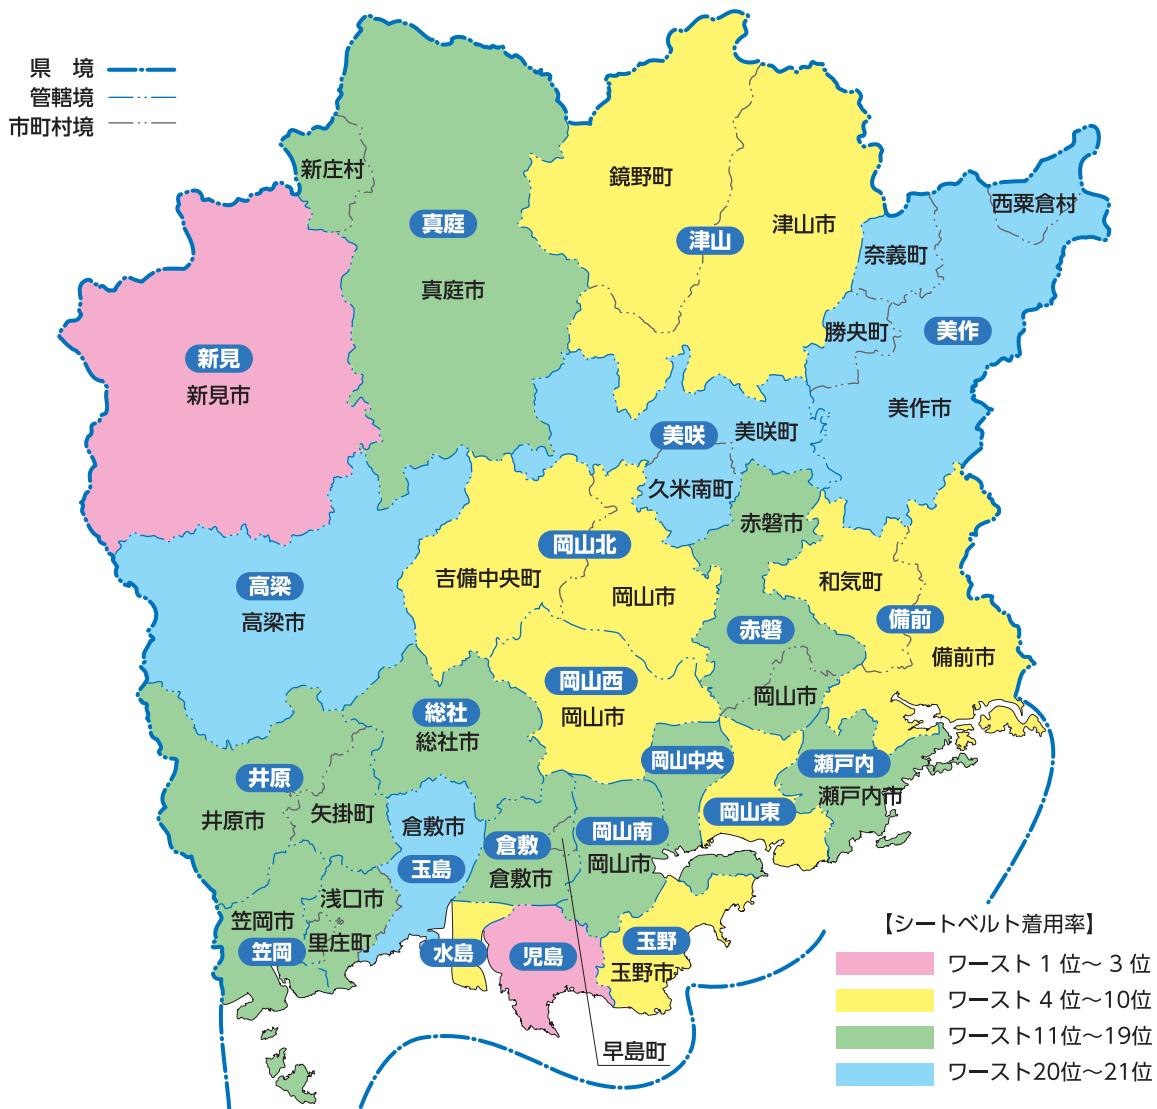 県　境
管轄境
市町村境
新庄村
真庭
真庭市
鏡野町
津山
津山市
西粟倉村
奈義町
勝央町
美作
美作市
新見
新見市
美咲
美咲町
久米南町
赤磐市
岡山北
吉備中央町
岡山市
和気町
備前
備前市
高梁
高梁市
赤磐
岡山市
岡山西
岡山市
総社
総社市
岡山中央
瀬戸内
瀬戸内市
岡山東
井原
井原市
矢掛町
倉敷市
玉島
倉敷
倉敷市
岡山南
岡山市
浅口市
笠岡市
里庄町
笠岡
水島
児島
玉野
玉野市
早島町
【シートベルト着用率】
ワースト 1 位～ 3 位
ワースト 4 位～10位
ワースト11位～19位
ワースト20位～21位